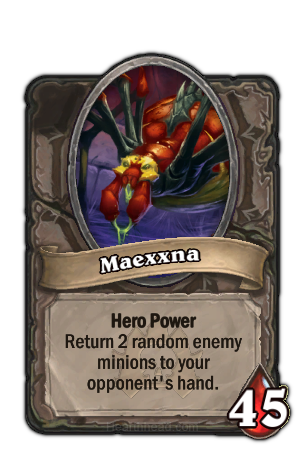 Maexxna
Hero Power
Return 2 random enemy
minions to your
opponent's hand.
45